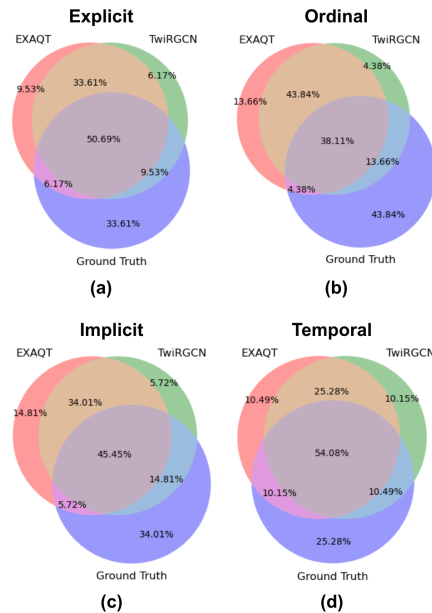 Explicit
EXAQT
TwiRGCN
6.17%
9.53%
33.61%
50.69%
9.53%
6.17%
33.61%
Ground Truth
(a)
Ordinal
EXAQT
TwiRGCN
4.38%
13.66%
43.84%
38.11%
13.66%
4.38%
43.84%
Ground Truth
(b)
Implicit
EXAQT
TwiRGCN
5.72%
14.81%
34.01%
45.45%
14.81%
5.72%
34.01%
Ground Truth
(c)
Temporal
EXAQT
TwiRGCN
25.28%
10.49%
10.15%
54.08%
10.15%
10.49%
25.28%
Ground Truth
(d)